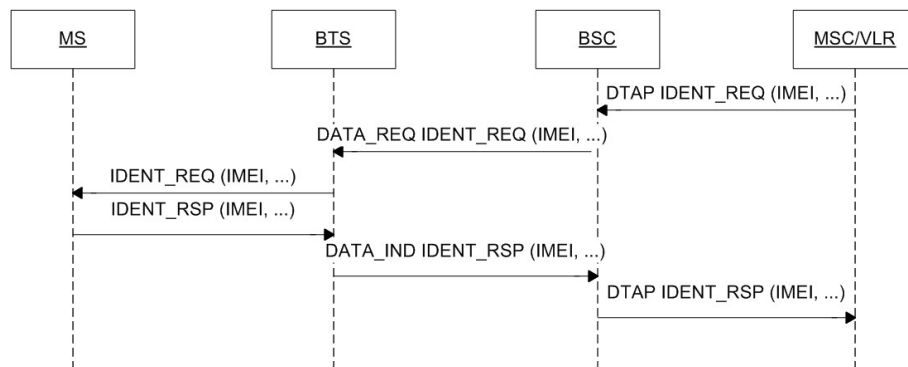 MS
BTS
BSC
MSC/VLR
DTAP IDENT_REQ (IMEI, ...)
DATA_REQ IDENT_REQ (IMEI, ...)
IDENT_REQ (IMEI, ...)
IDENT_RSP (IMEI, ...)
DATA_IND IDENT_RSP (IMEI, ...)
DTAP IDENT_RSP (IMEI, ...)